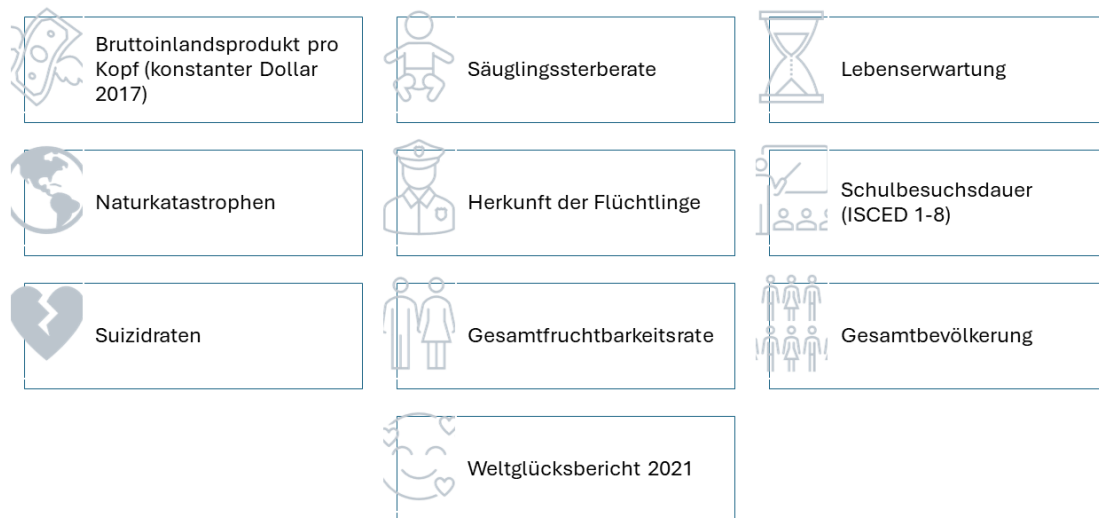 Bruttoinlandsprodukt pro
Kopf (konstanter Dollar
2017)
Säuglingssterberate
Lebenserwartung
Naturkatastrophen
Herkunft der Flüchtlinge
Schulbesuchsdauer
(ISCED 1-8)
Suizidraten
Gesamtfruchtbarkeitsrate
Gesamtbevölkerung
Weltglücksbericht 2021